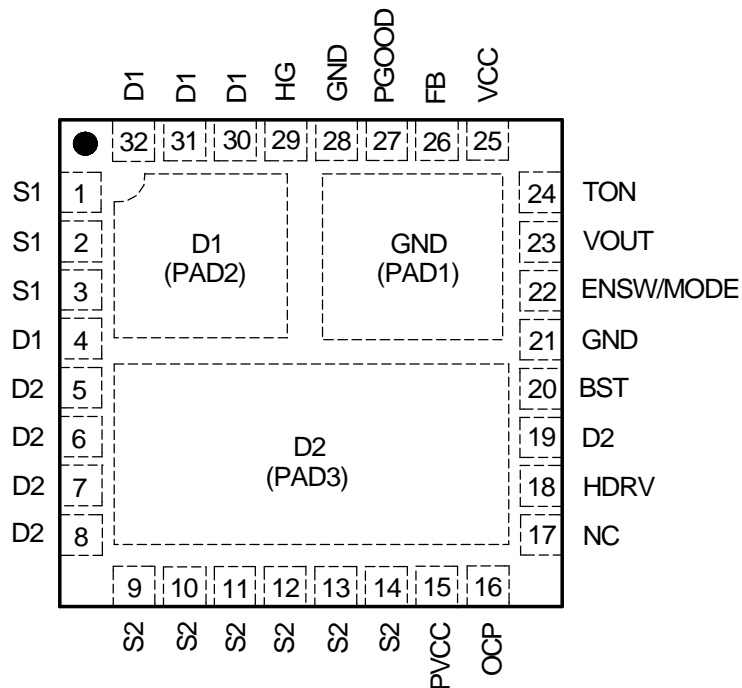 D1 D1 D1 HG GND PGOOD FB VCC
32 31 30 29 28 27 26 25
S1 1
S1 2
S1 3
D1 4
D2 5
D2 6
D2 7
D2 8
D1
(PAD2)
GND
(PAD1)
D2
(PAD3)
24 TON
23 VOUT
22 ENSW/MODE
21 GND
20 BST
19 D2
18 HDRV
17 NC
9 10 11 12 13 14 15 16
S2 S2 S2 S2 S2 S2 PVCC OCP